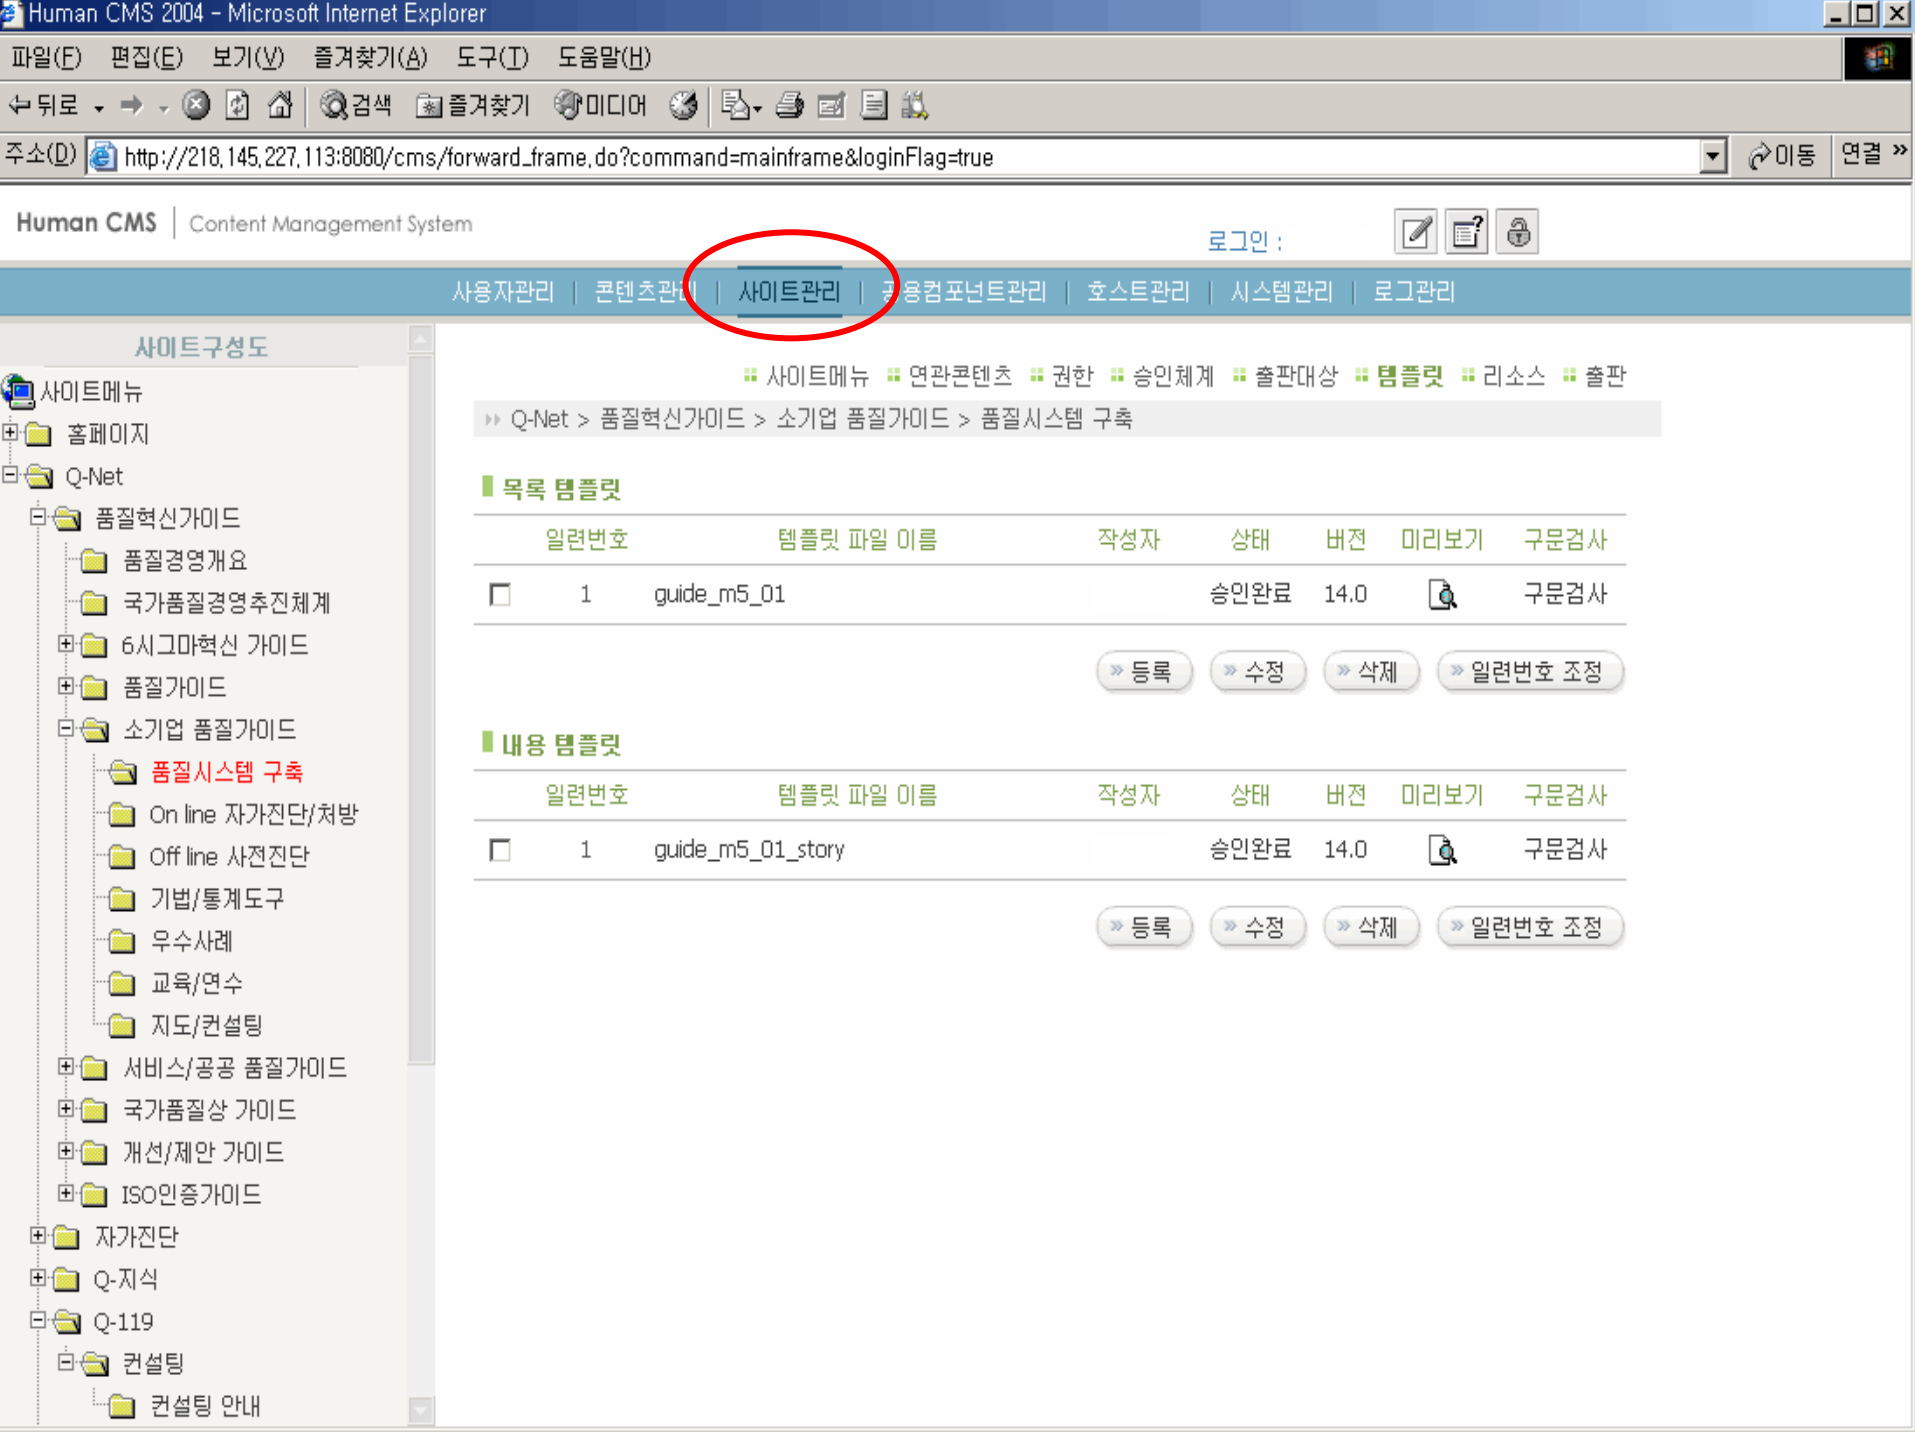 Human CMS 2004 - Microsoft Internet Explorer
파일(F) 편집(E) 보기(V) 즐겨찾기(A) 도구(T) 도움말(H)
뒤로 검색 즐겨찾기 미디어
주소(D) http://218,145,227,113:8080/cms/forward_frame,do?command=mainframe&loginFlag=true 이동 연결 »
Human CMS | Content Management System
로그인 :
사용자관리 | 콘텐츠관리 | 사이트관리 | 공용컴포넌트관리 | 호스트관리 | 시스템관리 | 로그관리
사이트구성도
사이트메뉴
홈페이지
Q-Net
품질혁신가이드
품질경영개요
국가품질경영추진체계
6시그마혁신 가이드
품질가이드
소기업 품질가이드
품질시스템 구축
On line 자가진단/처방
Off line 사전진단
기법/통계도구
우수사례
교육/연수
지도/컨설팅
서비스/공공 품질가이드
국가품질상 가이드
개선/제안 가이드
ISO인증가이드
자가진단
Q-지식
Q-119
컨설팅
컨설팅 안내
사이트메뉴 연관콘텐츠 권한 승인체계 출판대상 템플릿 리소스 출판
Q-Net > 품질혁신가이드 > 소기업 품질가이드 > 품질시스템 구축
목록 템플릿
일련번호 템플릿 파일 이름 작성자 상태 버전 미리보기 구문검사
1 guide_m5_01 승인완료 14.0 구문검사
» 등록 » 수정 » 삭제 » 일련번호 조정
내용 템플릿
일련번호 템플릿 파일 이름 작성자 상태 버전 미리보기 구문검사
1 guide_m5_01_story 승인완료 14.0 구문검사
» 등록 » 수정 » 삭제 » 일련번호 조정